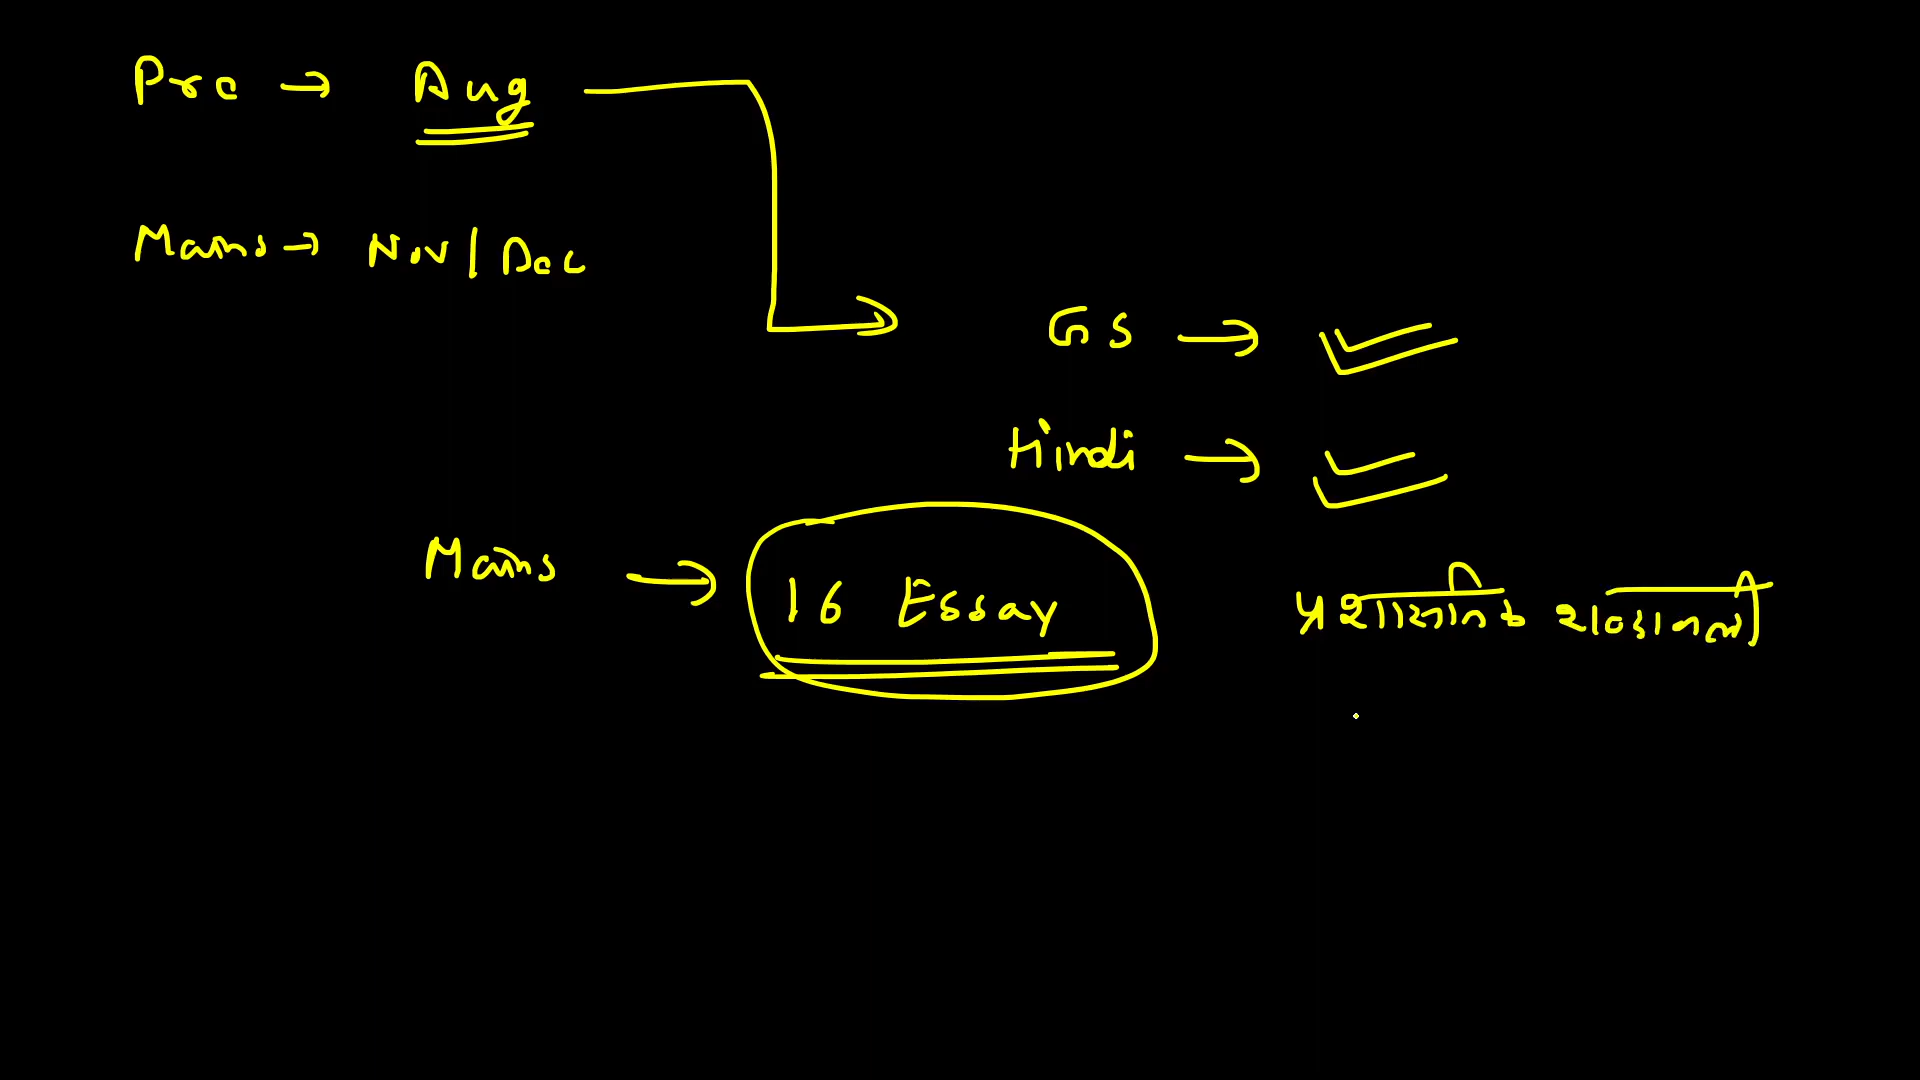 Pre → Aug
Mains → Nov/Dec
GS →
Hindi →
Mains → 16 Essay
प्रशासनिक शब्दावली